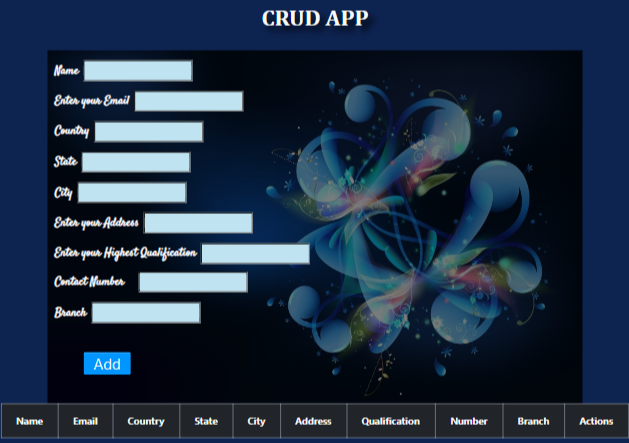 CRUD APP
Name
Enter your Email
Country
State
City
Enter your Address
Enter your Highest Qualification
Contact Number
Branch
Add
Name Email Country State City Address Qualification Number Branch Actions